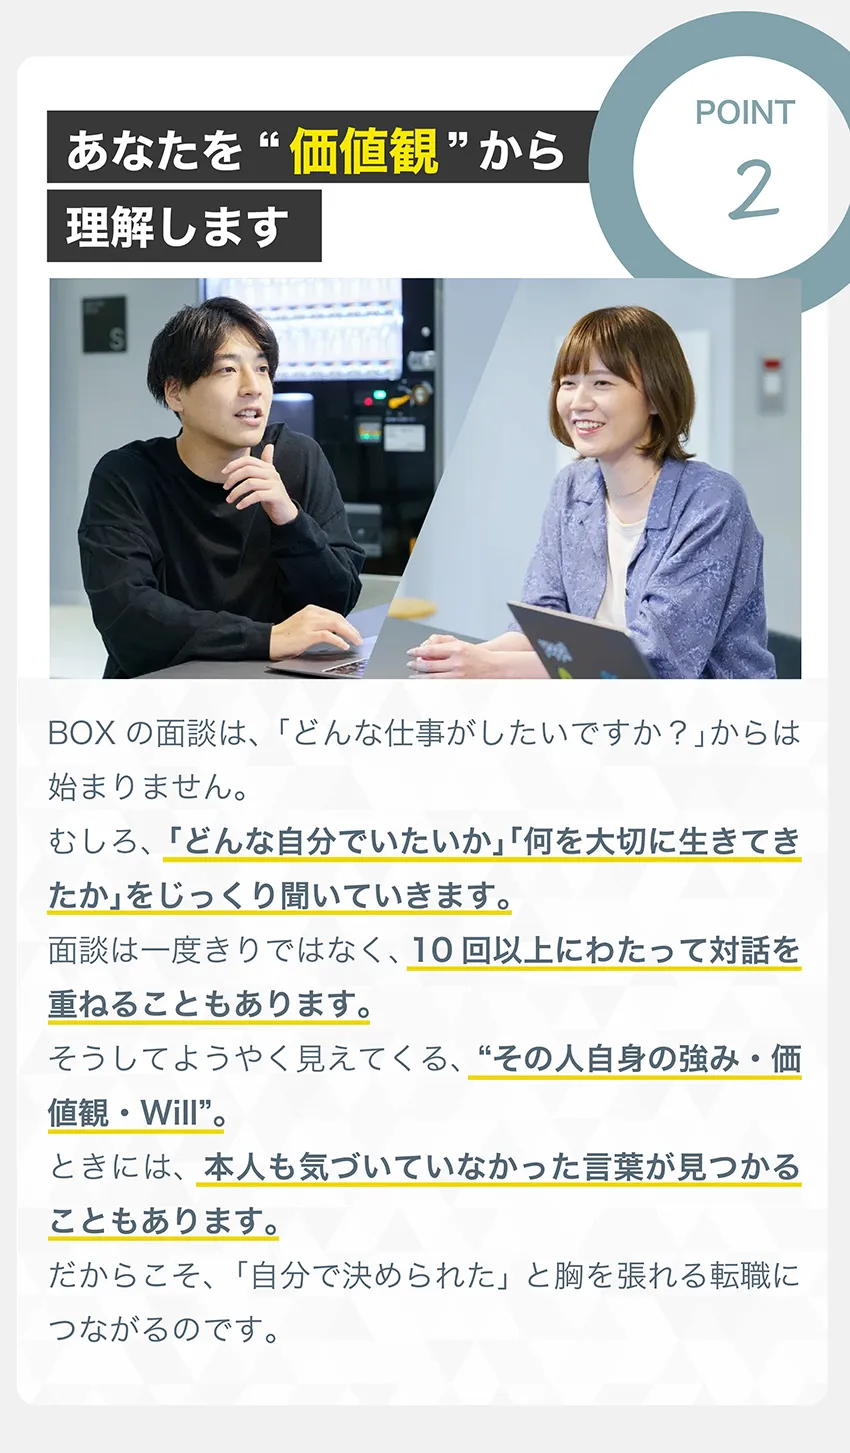 POINT
2
あなたを“価値観”から
理解します
S
BOX の面談は、「どんな仕事がしたいですか？」からは
始まりません。
むしろ、「どんな自分でいたいか」「何を大切に生きてき
たか」をじっくり聞いていきます。
面談は一度きりではなく、10 回以上にわたって対話を
重ねることもあります。
そうしてようやく見えてくる、“その人自身の強み・価
値観・Will”。
ときには、本人も気づいていなかった言葉が見つかる
こともあります。
だからこそ、「自分で決められた」と胸を張れる転職に
つながるのです。